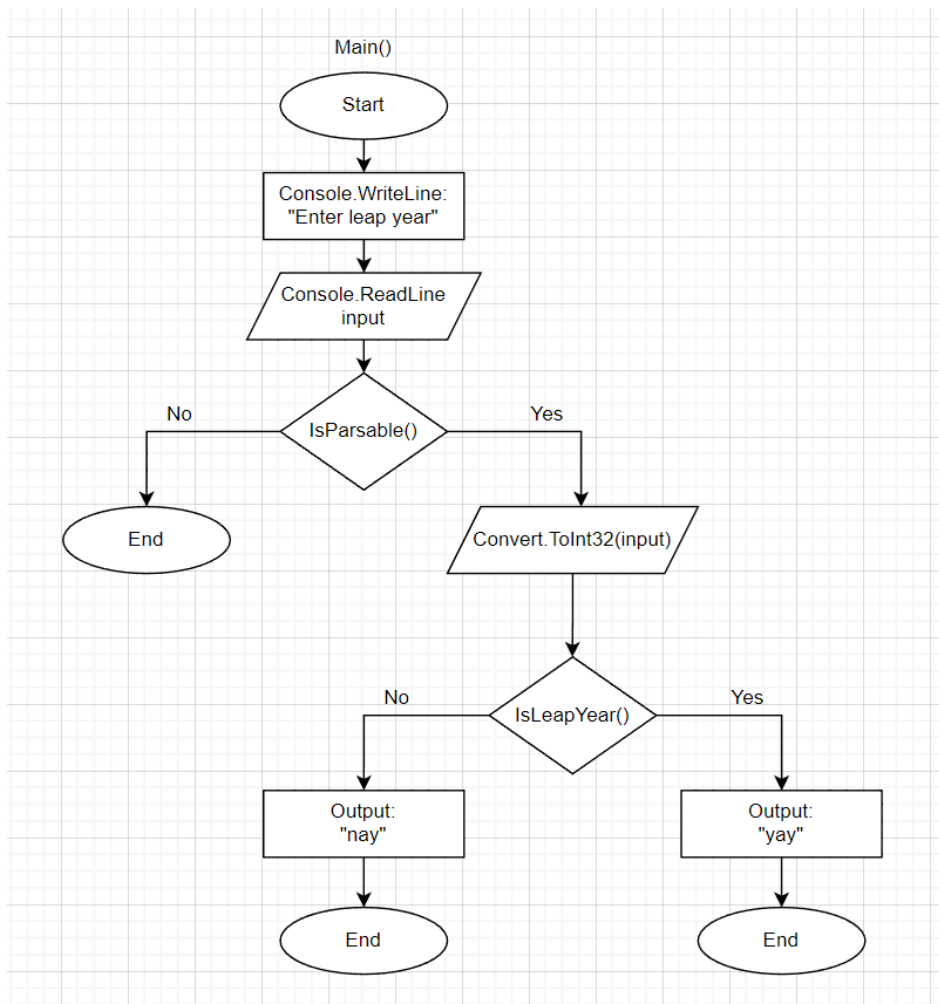 Main()
Start
Console.WriteLine:
"Enter leap year"
Console.ReadLine
input
No
Yes
IsParsable()
End
Convert.ToInt32(input)
No
Yes
IsLeapYear()
Output:
"nay"
Output:
"yay"
End
End